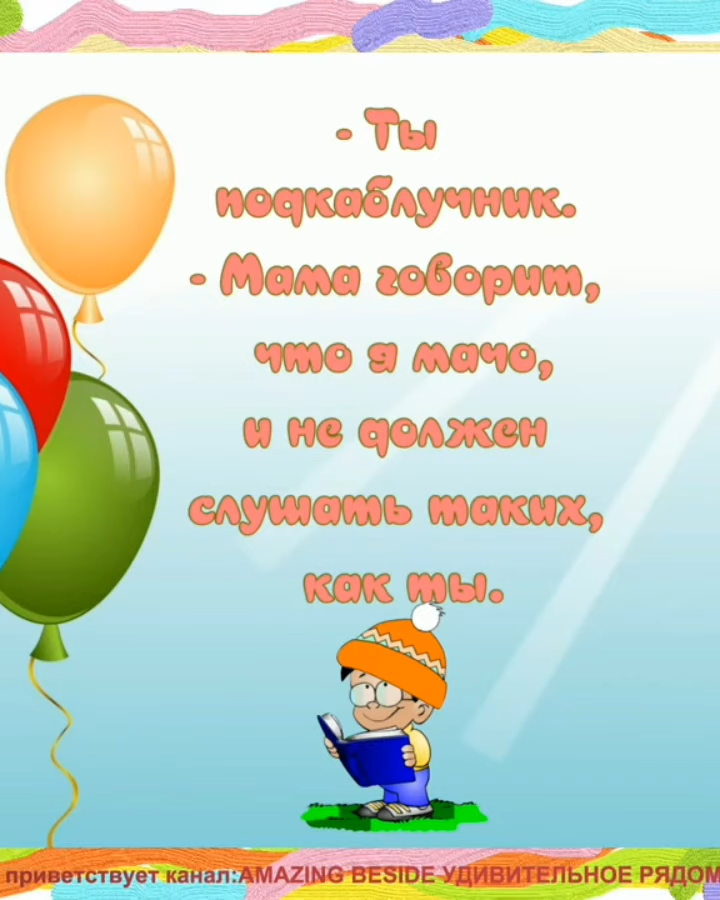 - Ты
подкаблучник.
- Мама говорит,
что я мачо,
и не должен
слушать таких,
как ты.
приветствует канал:AMAZING BESIDE УДИВИТЕЛЬНОЕ РЯДОМ